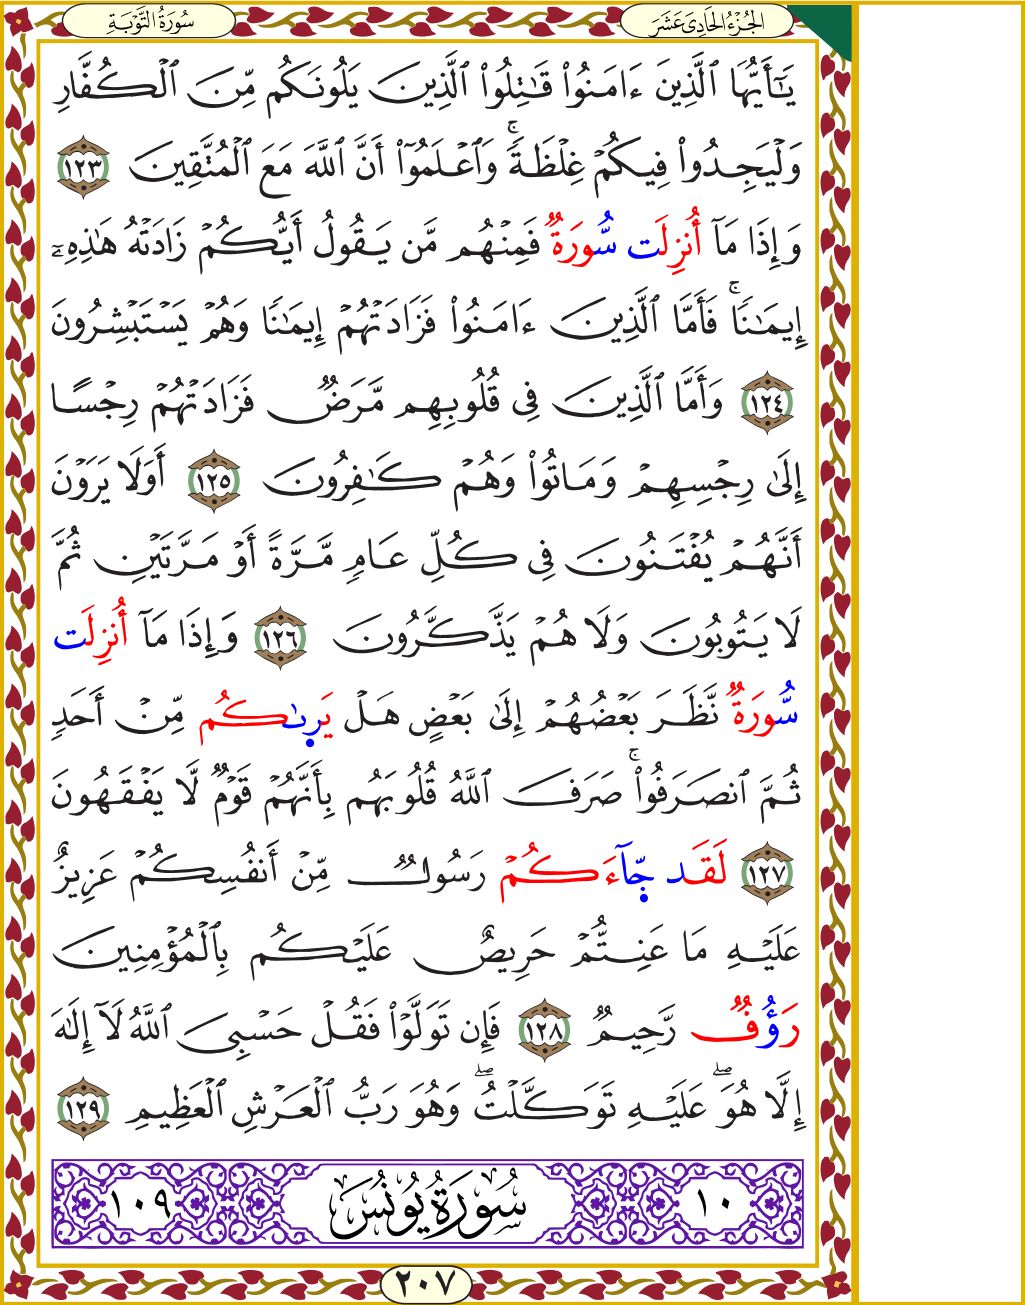 سُورَةُ التَّوْبَةِ
الجُزْءُ الحَادِىَ عَشَرَ
يَٰٓأَيُّهَا ٱلَّذِينَ ءَامَنُوا۟ قَٰتِلُوا۟ ٱلَّذِينَ يَلُونَكُم مِّنَ ٱلْكُفَّارِ
وَلْيَجِدُوا۟ فِيكُمْ غِلْظَةً ۚ وَٱعْلَمُوٓا۟ أَنَّ ٱللَّهَ مَعَ ٱلْمُتَّقِينَ ١٢٣
وَإِذَا مَآ أُنزِلَت سُّورَةٌ فَمِنْهُم مَّن يَقُولُ أَيُّكُمْ زَادَتْهُ هَٰذِهِۦٓ
إِيمَٰنًا ۚ فَأَمَّا ٱلَّذِينَ ءَامَنُوا۟ فَزَادَتْهُمْ إِيمَٰنًا وَهُمْ يَسْتَبْشِرُونَ
١٢٤ وَأَمَّا ٱلَّذِينَ فِى قُلُوبِهِم مَّرَضٌ فَزَادَتْهُمْ رِجْسًا
إِلَىٰ رِجْسِهِمْ وَمَاتُوا۟ وَهُمْ كَٰفِرُونَ ١٢٥ أَوَلَا يَرَوْنَ
أَنَّهُمْ يُفْتَنُونَ فِى كُلِّ عَامٍ مَّرَّةً أَوْ مَرَّتَيْنِ ثُمَّ
لَا يَتُوبُونَ وَلَا هُمْ يَذَّكَّرُونَ ١٢٦ وَإِذَا مَآ أُنزِلَت
سُّورَةٌ نَّظَرَ بَعْضُهُمْ إِلَىٰ بَعْضٍ هَلْ يَرىٰكُم مِّنْ أَحَدٍ
ثُمَّ ٱنصَرَفُوا۟ ۚ صَرَفَ ٱللَّهُ قُلُوبَهُم بِأَنَّهُمْ قَوْمٌ لَّا يَفْقَهُونَ
١٢٧ لَقَد جَّآءَكُمْ رَسُولٌ مِّنْ أَنفُسِكُمْ عَزِيزٌ
عَلَيْهِ مَا عَنِتُّمْ حَرِيصٌ عَلَيْكُم بِٱلْمُؤْمِنِينَ
رَؤُفٌ رَّحِيمٌ ١٢٨ فَإِن تَوَلَّوْا۟ فَقُلْ حَسْبِىَ ٱللَّهُ لَآ إِلَٰهَ
إِلَّا هُوَ ۖ عَلَيْهِ تَوَكَّلْتُ ۖ وَهُوَ رَبُّ ٱلْعَرْشِ ٱلْعَظِيمِ ١٢٩
١٠ سُورَةُ يُونُسَ ١٠٩
٢٠٧